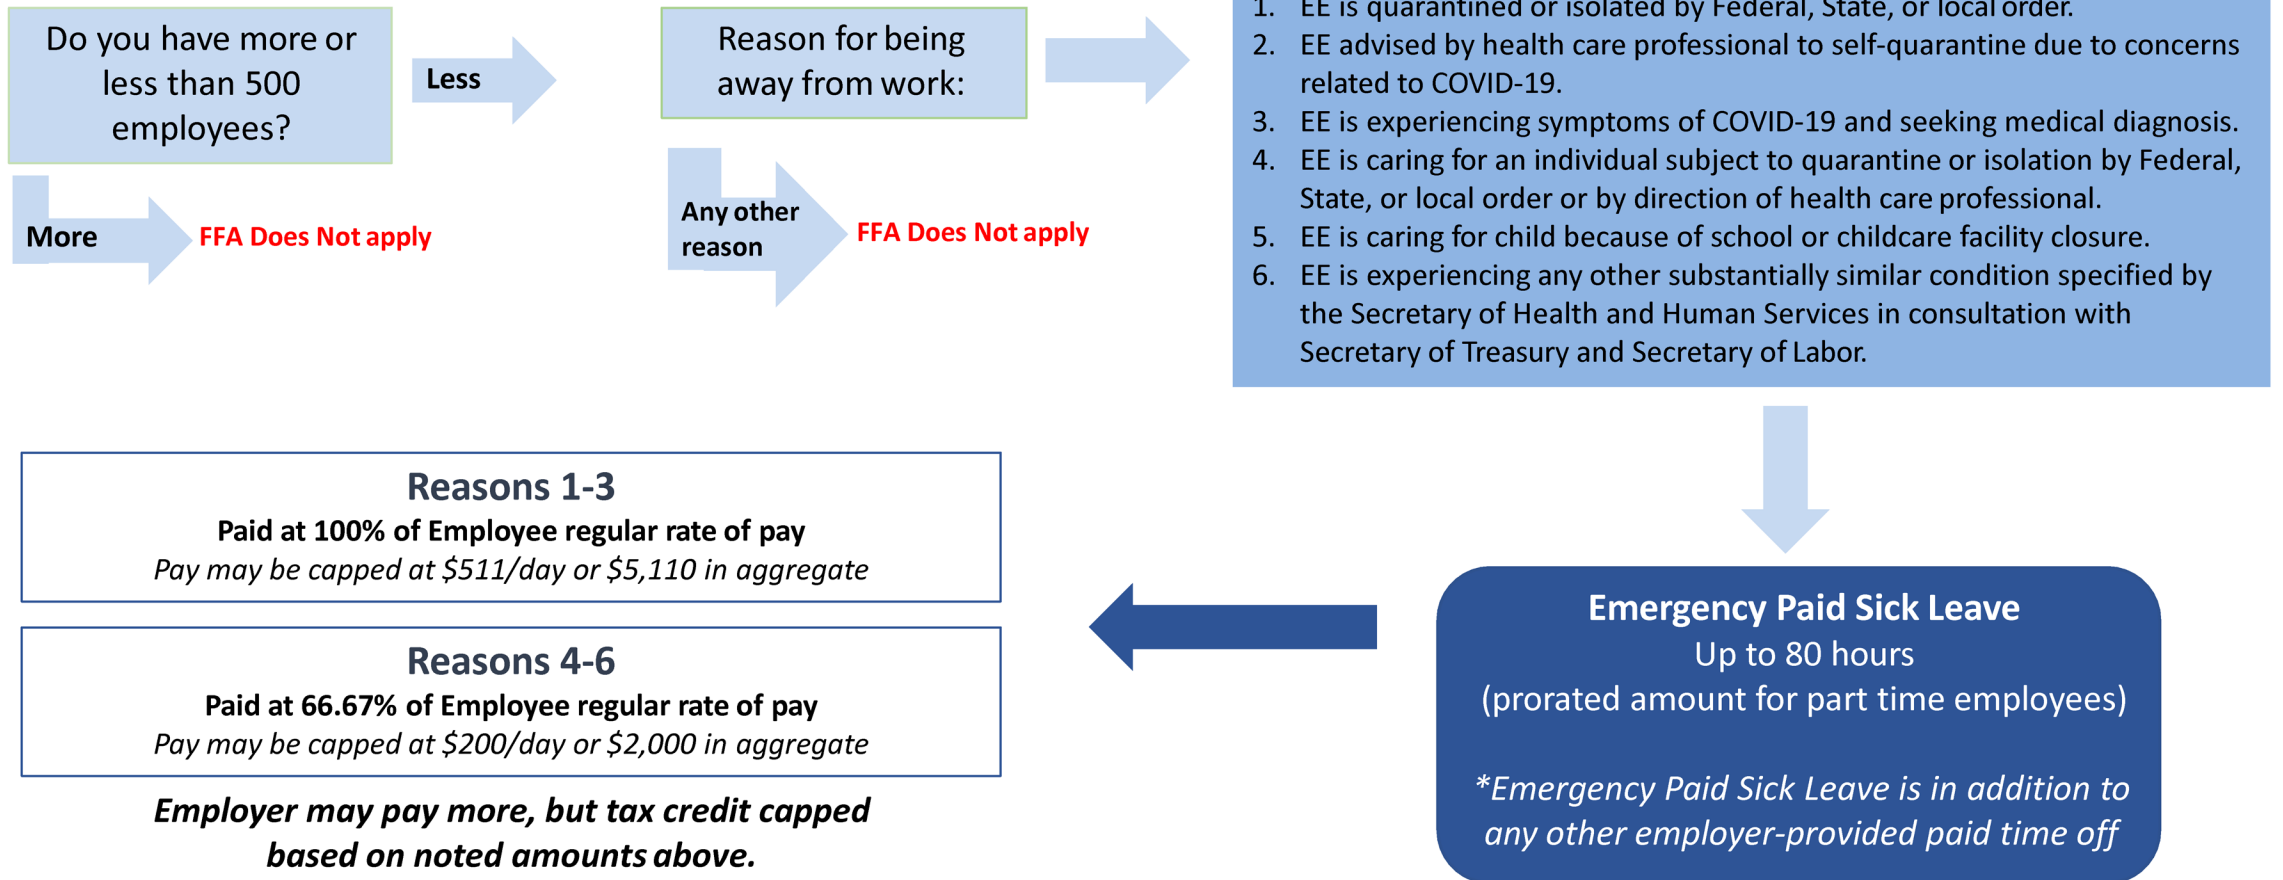 Do you have more or
less than 500
employees?
Less
More
FFA Does Not apply
Reason for being
away from work:
Any other
reason
FFA Does Not apply
1. EE is quarantined or isolated by Federal, State, or local order.
2. EE advised by health care professional to self-quarantine due to concerns
related to COVID-19.
3. EE is experiencing symptoms of COVID-19 and seeking medical diagnosis.
4. EE is caring for an individual subject to quarantine or isolation by Federal,
State, or local order or by direction of health care professional.
5. EE is caring for child because of school or childcare facility closure.
6. EE is experiencing any other substantially similar condition specified by
the Secretary of Health and Human Services in consultation with
Secretary of Treasury and Secretary of Labor.
Emergency Paid Sick Leave
Up to 80 hours
(prorated amount for part time employees)
*Emergency Paid Sick Leave is in addition to
any other employer-provided paid time off
Reasons 1-3
Paid at 100% of Employee regular rate of pay
Pay may be capped at $511/day or $5,110 in aggregate
Reasons 4-6
Paid at 66.67% of Employee regular rate of pay
Pay may be capped at $200/day or $2,000 in aggregate
Employer may pay more, but tax credit capped
based on noted amounts above.